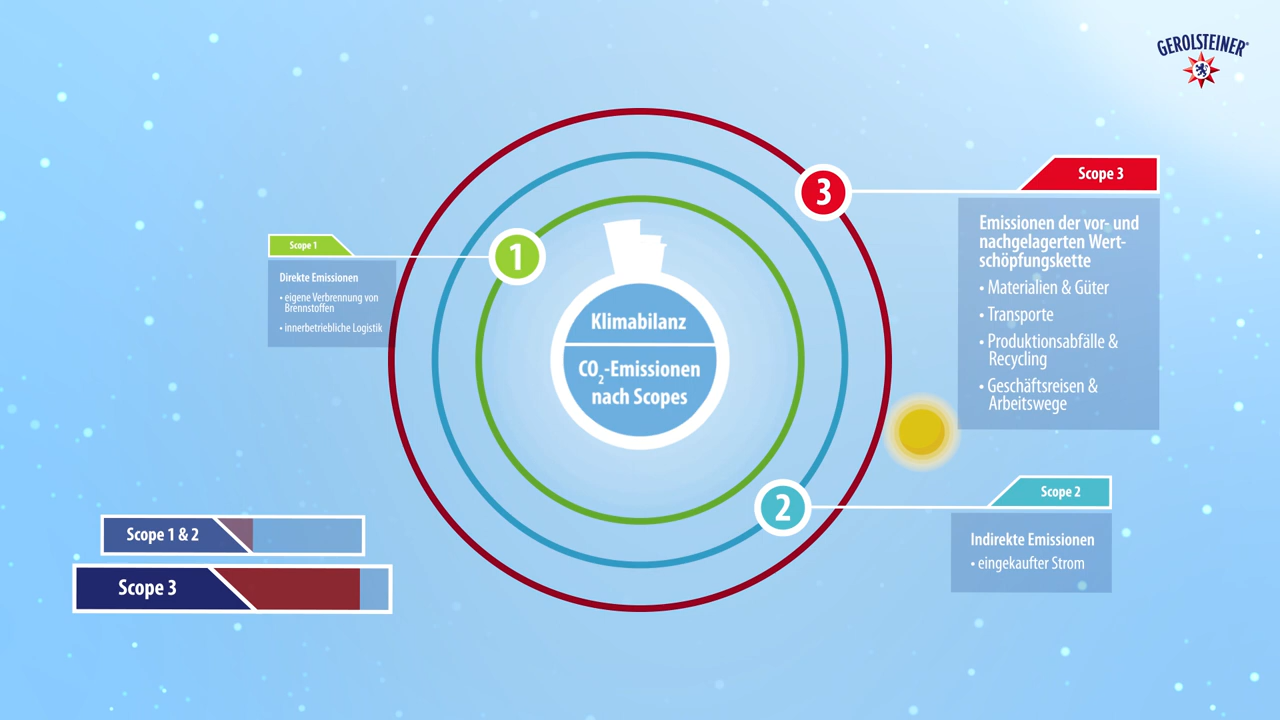 GEROLSTEINER®
Scope 1
Direkte Emissionen
• eigene Verbrennung von
Brennstoffen
• innerbetriebliche Logistik
1
Klimabilanz
CO₂-Emissionen
nach Scopes
3
Scope 3
Emissionen der vor- und
nachgelagerten Wert-
schöpfungskette
• Materialien & Güter
• Transporte
• Produktionsabfälle &
Recycling
• Geschäftsreisen &
Arbeitswege
2
Scope 2
Indirekte Emissionen
• eingekaufter Strom
Scope 1 & 2
Scope 3